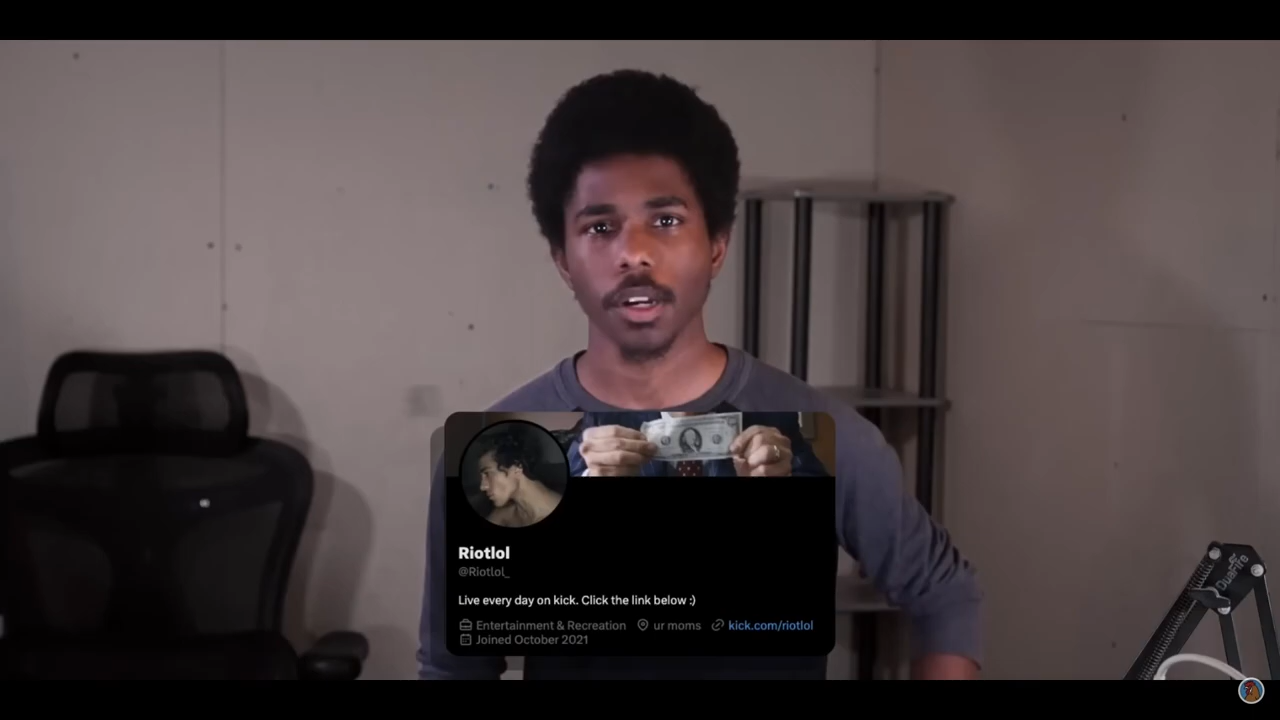 Riotlol
@Riotlol_
Live every day on kick. Click the link below :)
Entertainment & Recreation ur moms kick.com/riotlol
Joined October 2021